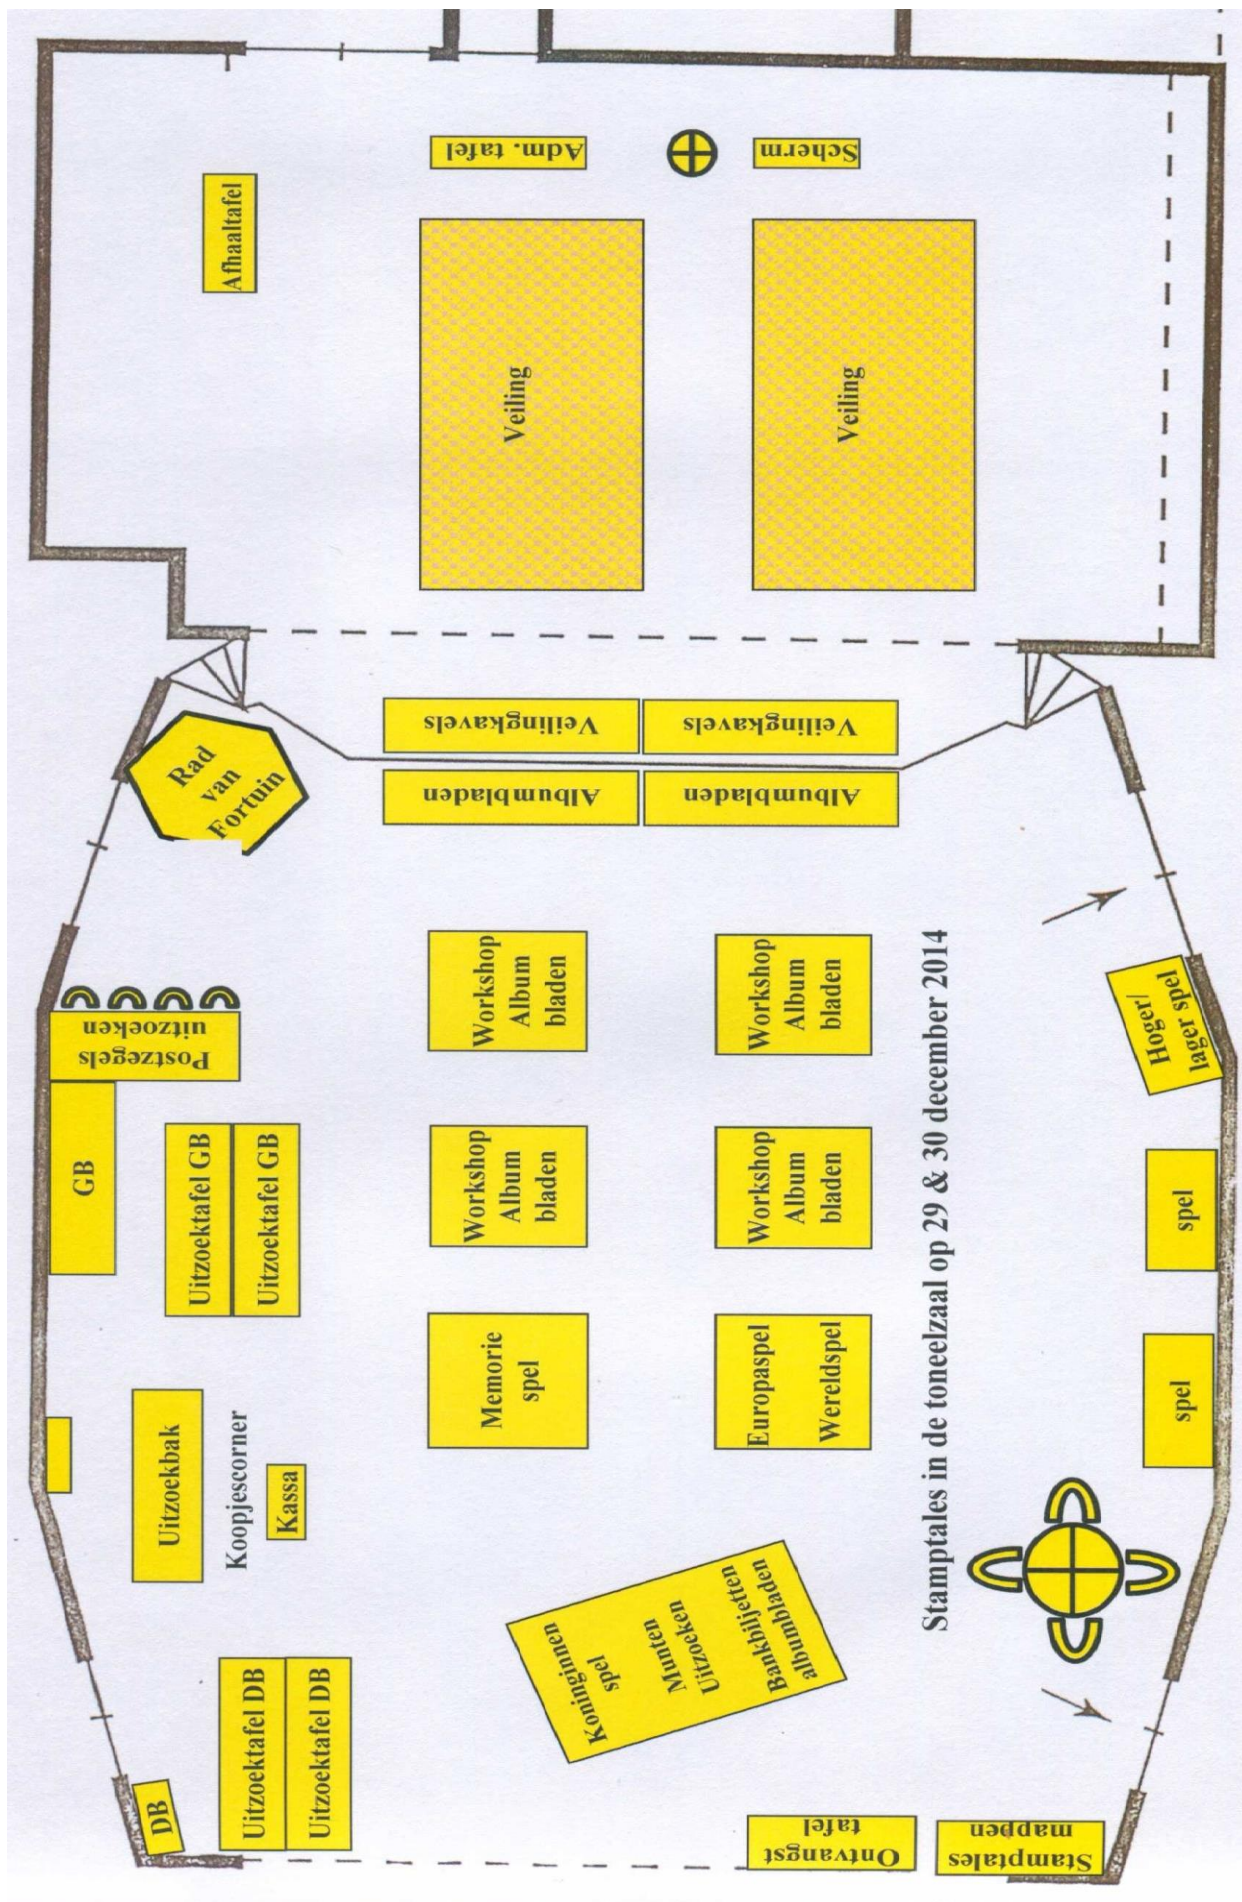 Adm. tafel
Scherm
Afhaaltafel
Veiling
Veiling
Veilingkavels
Veilingkavels
Albumbladen
Albumbladen
Rad
van
Fortuin
Postzegels
uitzoeken
GB
Uitzoektafel GB
Uitzoektafel GB
Workshop
Album
bladen
Workshop
Album
bladen
Workshop
Album
bladen
Workshop
Album
bladen
Hoger/
lager spel
spel
spel
Memorie
spel
Europaspel
Wereldspel
Uitzoekbak
Koopjescorner
Kassa
Stamptales in de toneelzaal op 29 & 30 december 2014
Koninginnen
spel
Munten
Uitzoeken
Bankbiljetten
albumbladen
Uitzoektafel DB
Uitzoektafel DB
DB
Ontvangst
tafel
Stamptales
mappen